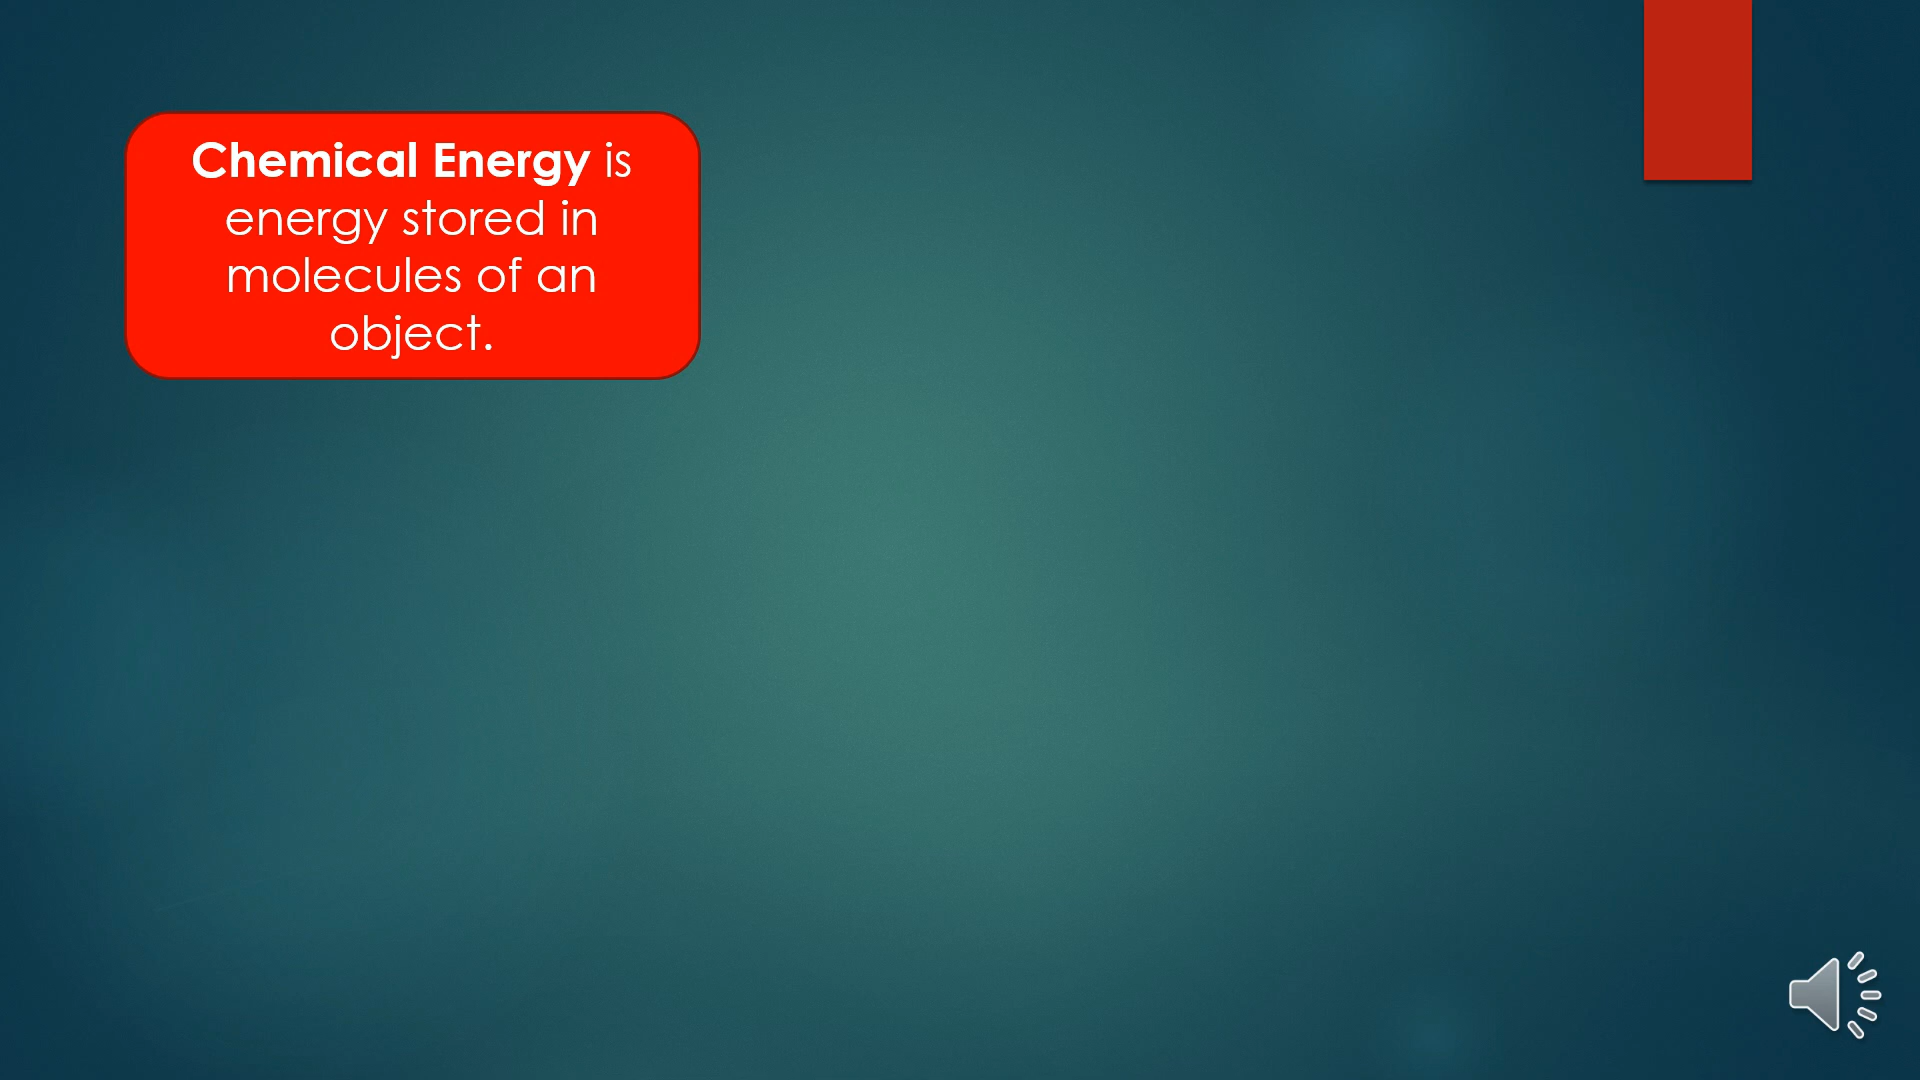 Chemical Energy is
energy stored in
molecules of an
object.